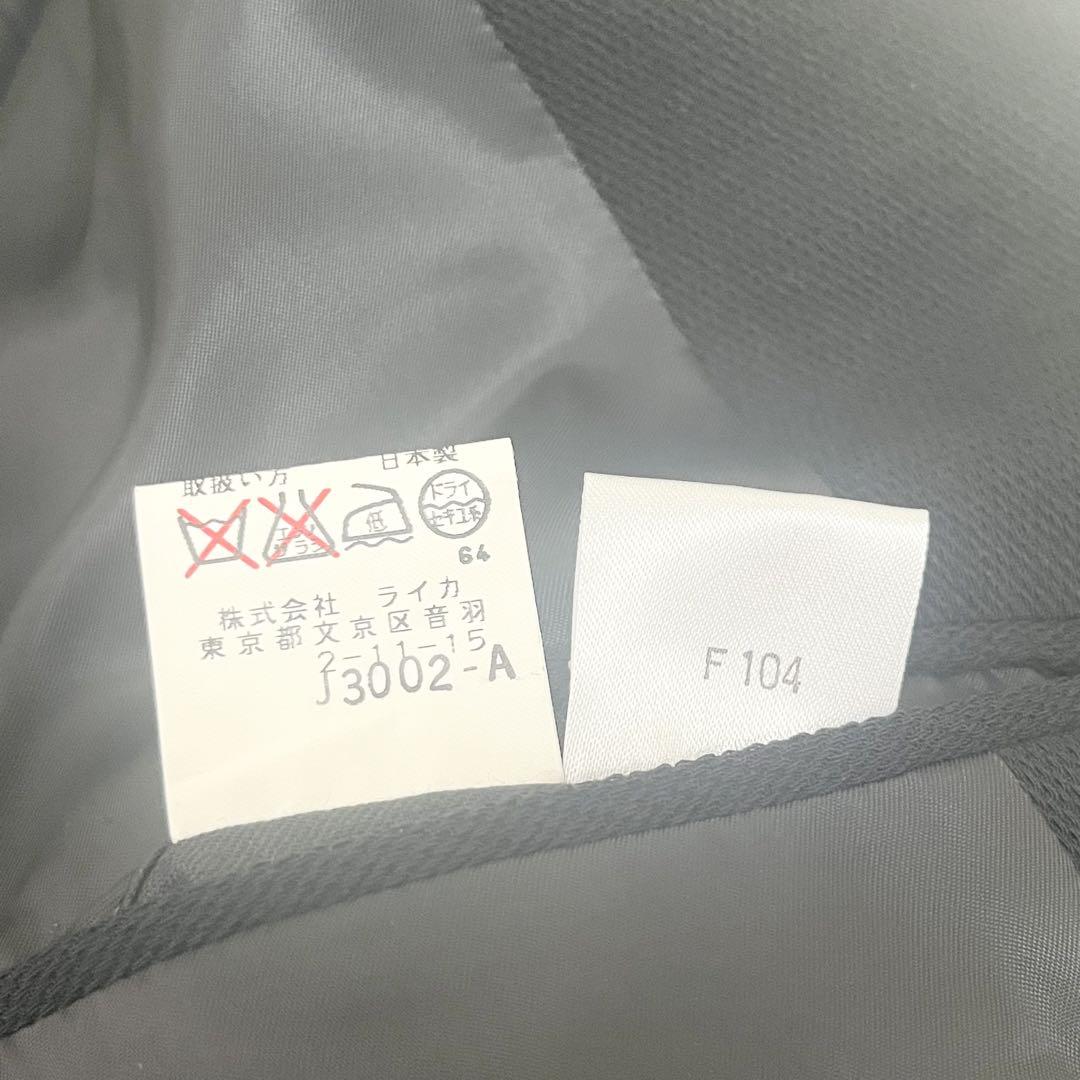 日本製
取扱い方
エンソ
サラシ
低
ドライ
セキユ系
64
株式会社 ライカ
東京都文京区音羽
2-11-15
J3002-A
F 104